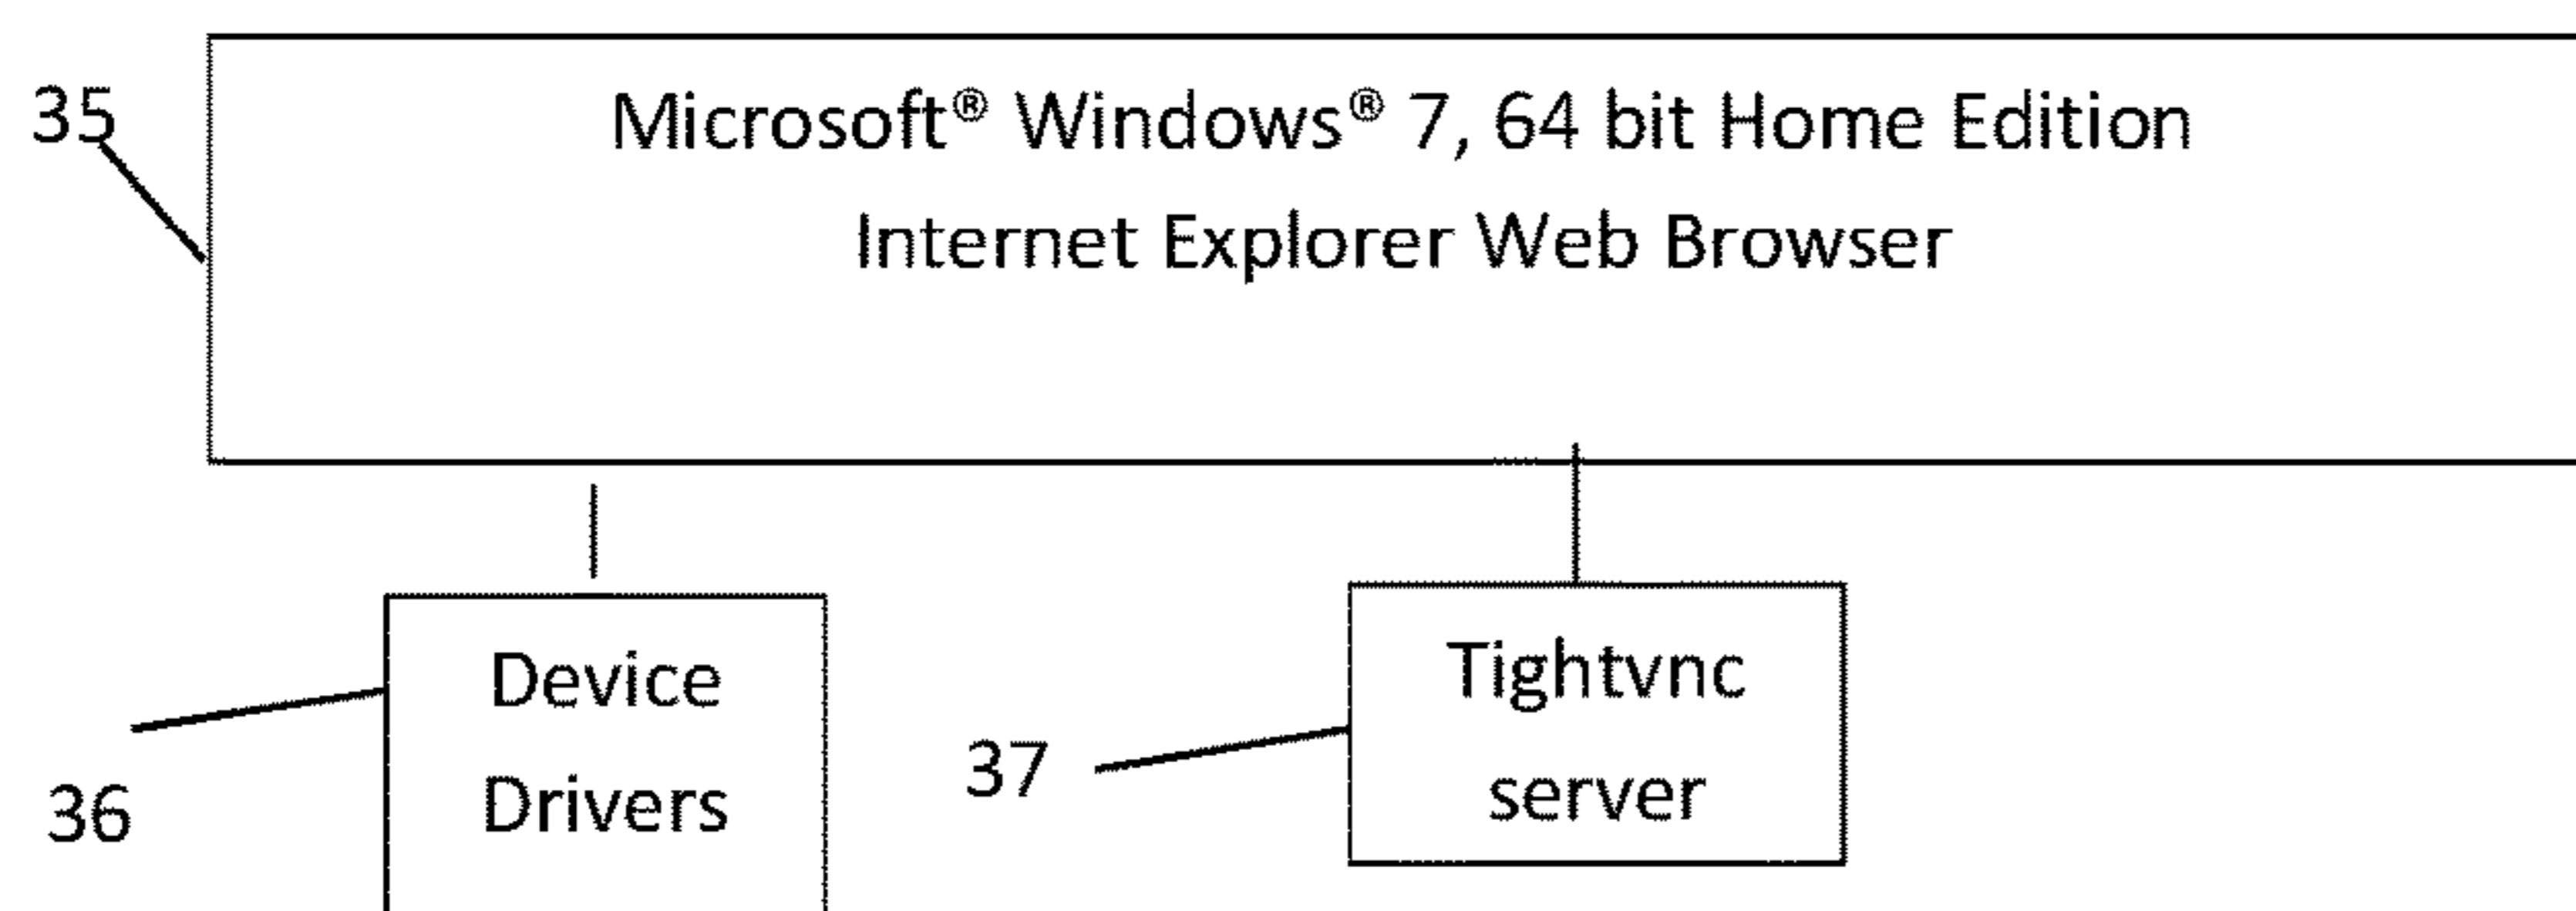 35
Microsoft® Windows® 7, 64 bit Home Edition
Internet Explorer Web Browser
36
Device
Drivers
37
Tightvnc
server